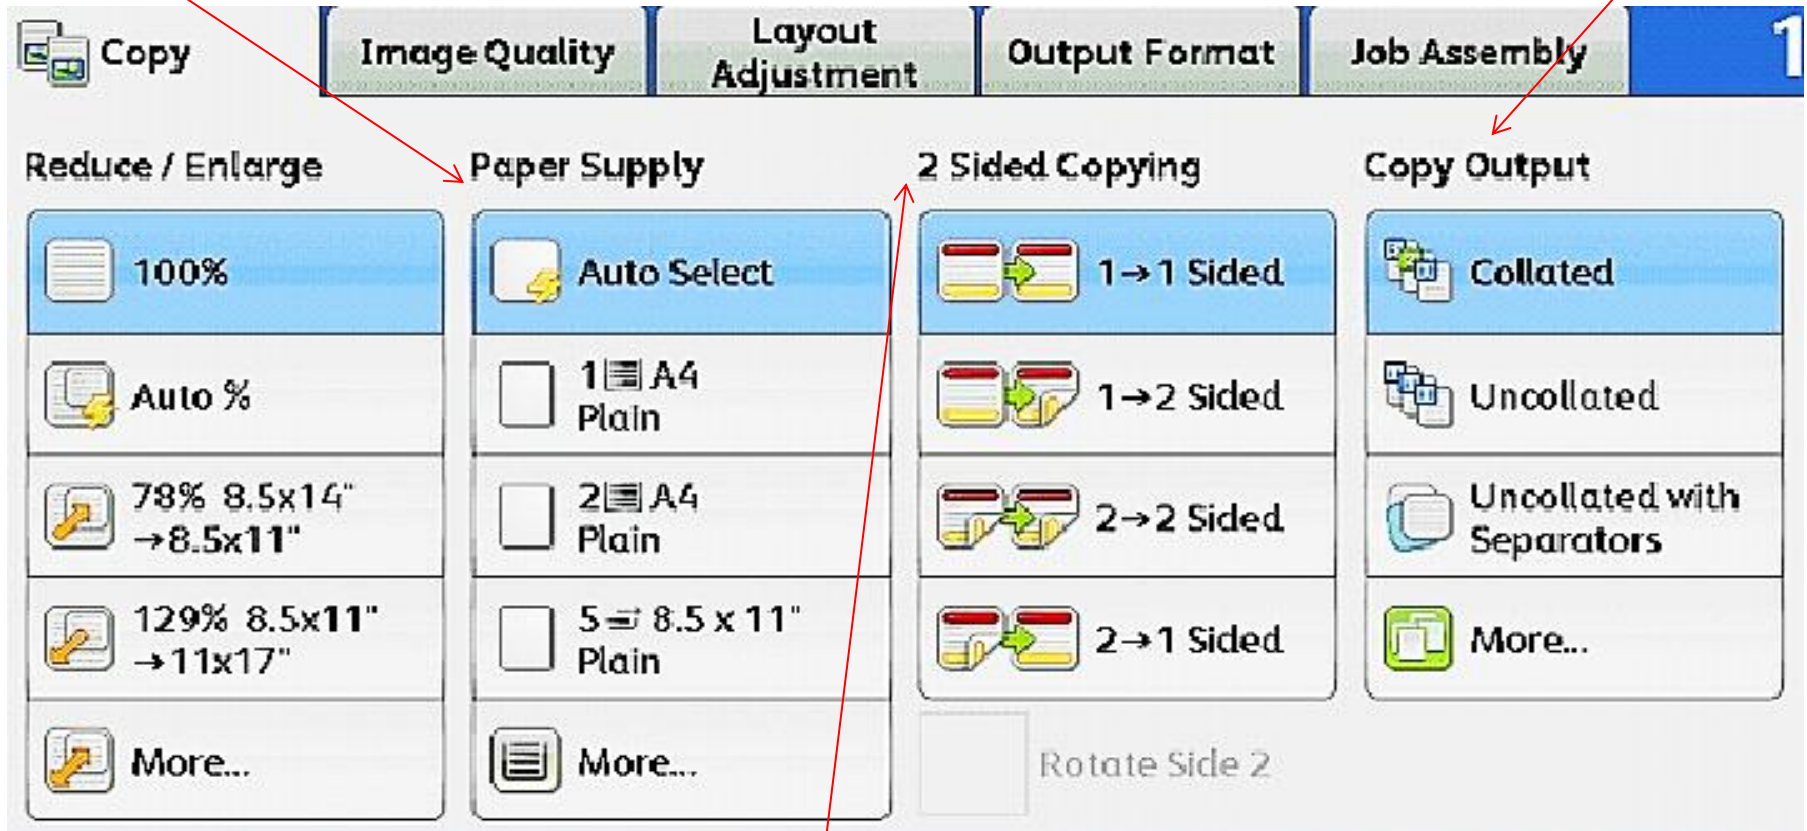 Copy
Image Quality
Layout
Adjustment
Output Format
Job Assembly
1
Reduce / Enlarge
100%
Auto %
78% 8.5x14"
→8.5x11"
129% 8.5x11"
→11x17"
More...
Paper Supply
Auto Select
1 A4
Plain
2 A4
Plain
5 8.5 x 11"
Plain
More...
2 Sided Copying
1→1 Sided
1→2 Sided
2→2 Sided
2→1 Sided
Rotate Side 2
Copy Output
Collated
Uncollated
Uncollated with
Separators
More...